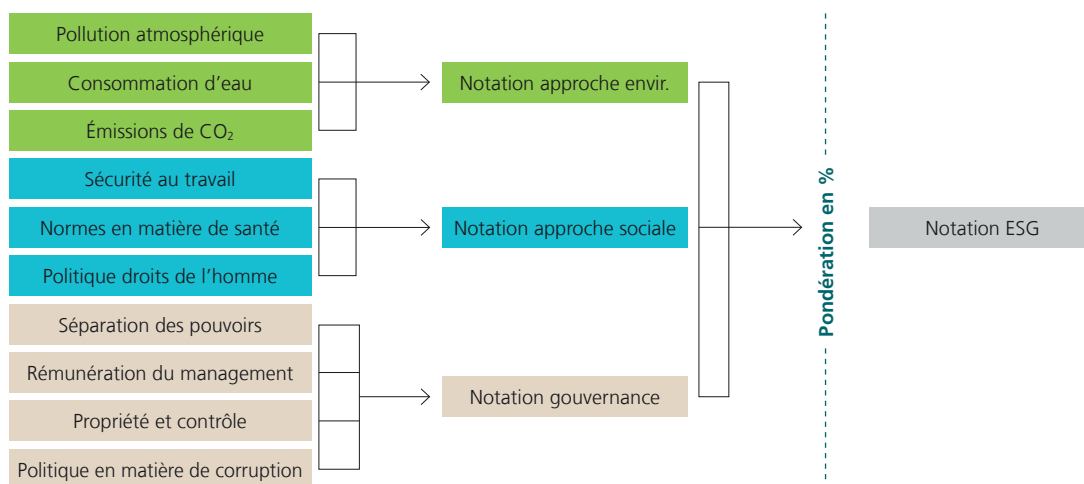 Pollution atmosphérique
Consommation d'eau
Émissions de CO₂
Sécurité au travail
Normes en matière de santé
Politique droits de l'homme
Séparation des pouvoirs
Rémunération du management
Propriété et contrôle
Politique en matière de corruption
Notation approche envir.
Notation approche sociale
Notation gouvernance
Pondération en %
Notation ESG